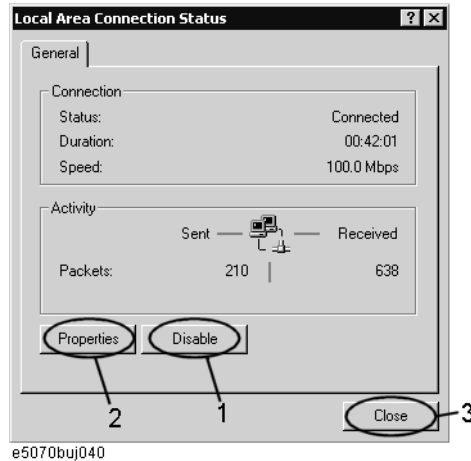 Local Area Connection Status ? X
General
Connection
Status: Connected
Duration: 00:42:01
Speed: 100.0 Mbps
Activity
Sent Received
Packets: 210 638
Properties Disable
Close
2 1 3
e5070buj040